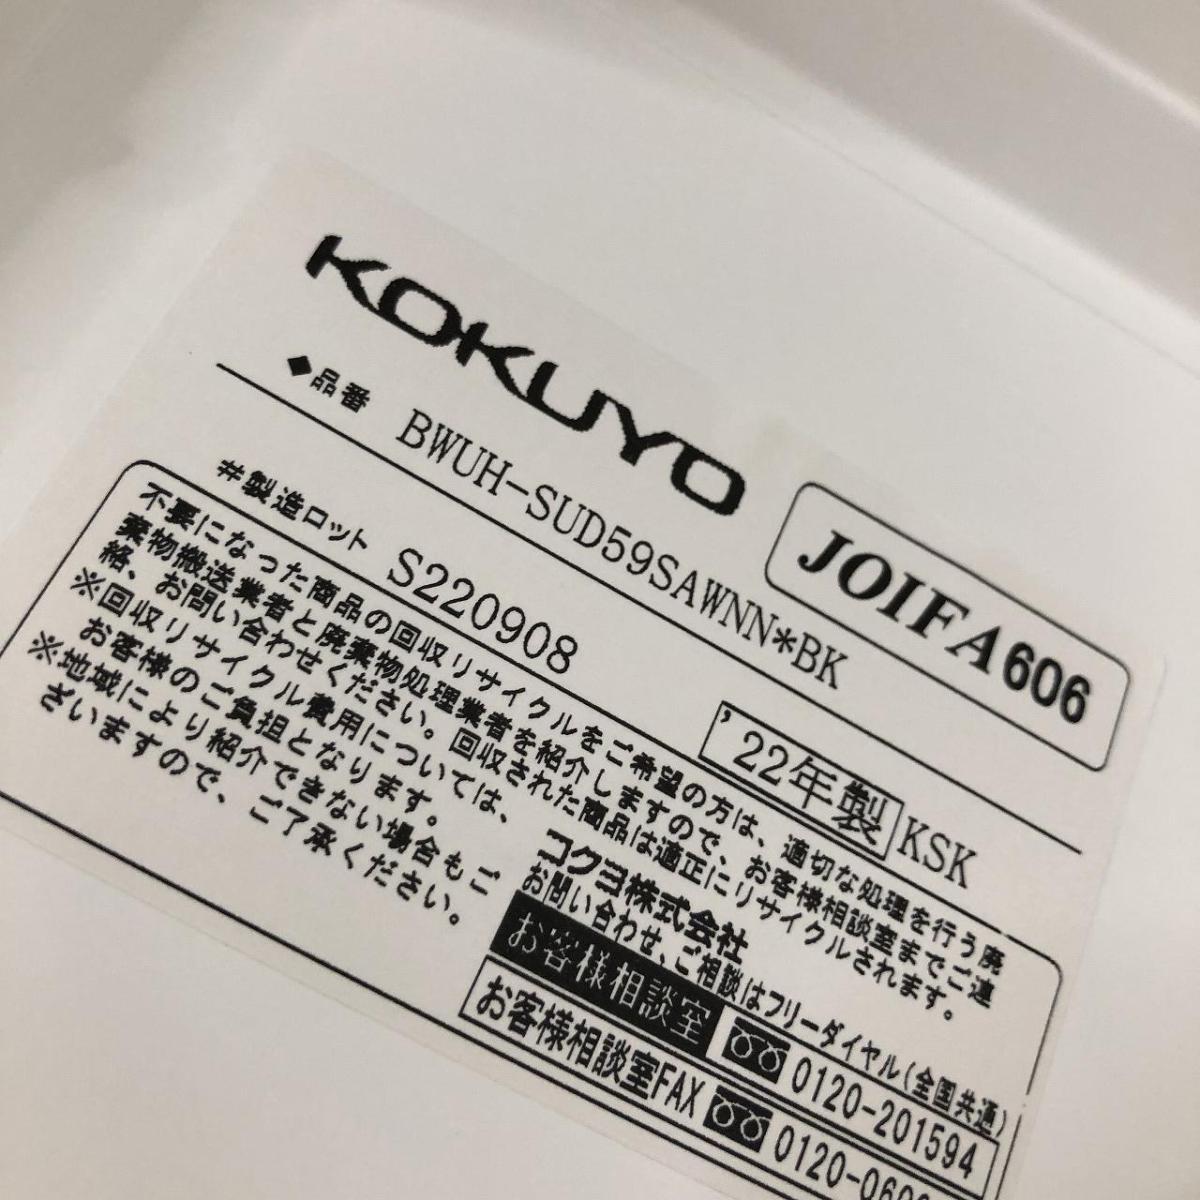 KOKUYO
JOIFA606
◆品番 BWUH-SUD59SAWNN*BK
#製造ロット S220908
'22年製 KSK
不要になった商品の回収リサイクルをご希望の方は、適切な処理を行う廃
棄物搬送業者と廃棄物処理業者を紹介しますので、お客様相談室までご連
絡、お問い合わせください。回収された商品は適正にリサイクルされます。
※回収リサイクル費用については、
お客様のご負担となります。
※地域により紹介できない場合もご
ざいますので、ご了承ください。
コクヨ株式会社
お問い合わせ、ご相談はフリーダイヤル(全国共通)
お客様相談室 0120-201594
お客様相談室FAX 0120-060